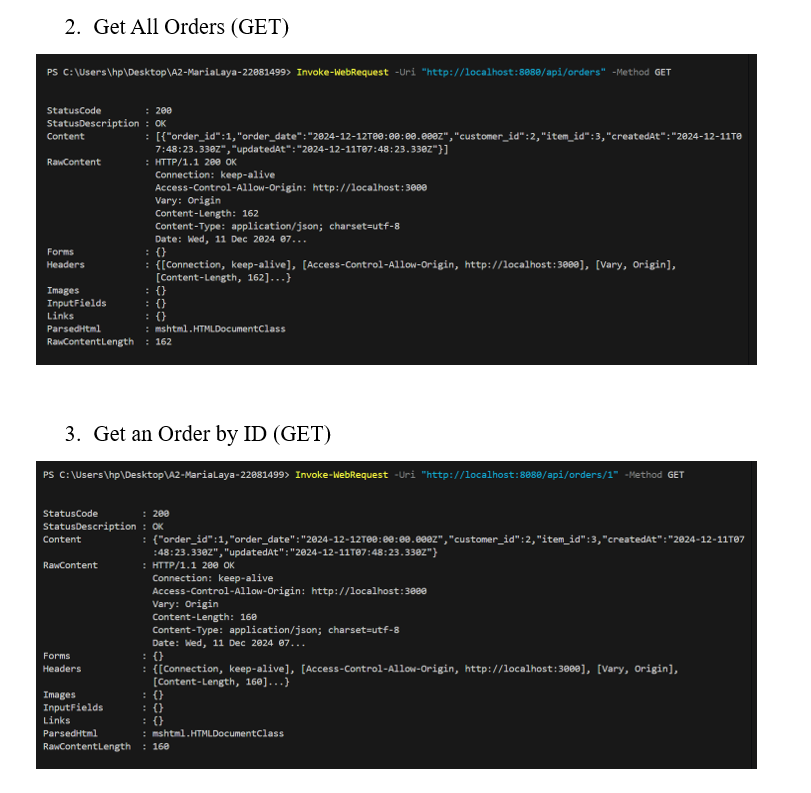 2. Get All Orders (GET)
PS C:\Users\hp\Desktop\A2-MariaLaya-22081499> Invoke-WebRequest -Uri "http://localhost:8080/api/orders" -Method GET
StatusCode : 200
StatusDescription : OK
Content : [{"order_id":1,"order_date":"2024-12-12T00:00:00.000Z","customer_id":2,"item_id":3,"createdAt":"2024-12-11T0
7:48:23.330Z","updatedAt":"2024-12-11T07:48:23.330Z"}]
RawContent : HTTP/1.1 200 OK
Connection: keep-alive
Access-Control-Allow-Origin: http://localhost:3000
Vary: Origin
Content-Length: 162
Content-Type: application/json; charset=utf-8
Date: Wed, 11 Dec 2024 07...
Forms : {}
Headers : {[Connection, keep-alive], [Access-Control-Allow-Origin, http://localhost:3000], [Vary, Origin],
[Content-Length, 162]...}
Images : {}
InputFields : {}
Links : {}
ParsedHtml : mshtml.HTMLDocumentClass
RawContentLength : 162
3. Get an Order by ID (GET)
PS C:\Users\hp\Desktop\A2-MariaLaya-22081499> Invoke-WebRequest -Uri "http://localhost:8080/api/orders/1" -Method GET
StatusCode : 200
StatusDescription : OK
Content : {"order_id":1,"order_date":"2024-12-12T00:00:00.000Z","customer_id":2,"item_id":3,"createdAt":"2024-12-11T07
:48:23.330Z","updatedAt":"2024-12-11T07:48:23.330Z"}
RawContent : HTTP/1.1 200 OK
Connection: keep-alive
Access-Control-Allow-Origin: http://localhost:3000
Vary: Origin
Content-Length: 160
Content-Type: application/json; charset=utf-8
Date: Wed, 11 Dec 2024 07...
Forms : {}
Headers : {[Connection, keep-alive], [Access-Control-Allow-Origin, http://localhost:3000], [Vary, Origin],
[Content-Length, 160]...}
Images : {}
InputFields : {}
Links : {}
ParsedHtml : mshtml.HTMLDocumentClass
RawContentLength : 160